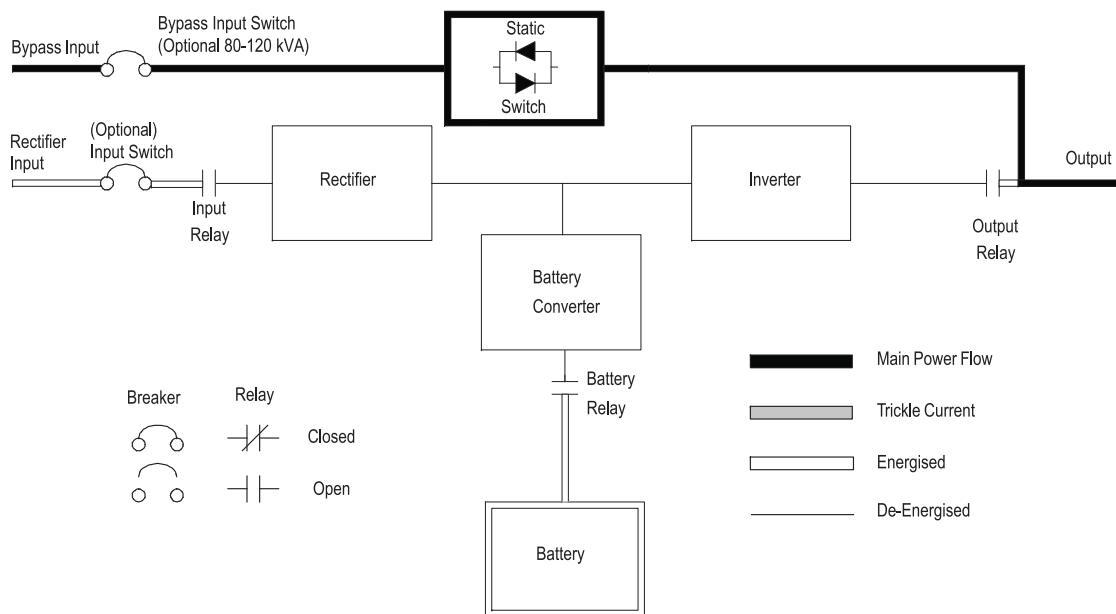 Bypass Input
Bypass Input Switch
(Optional 80-120 kVA)
Static
Switch
Rectifier
Input
(Optional)
Input Switch
Input
Relay
Rectifier
Inverter
Output
Output
Relay
Battery
Converter
Battery
Relay
Battery
Breaker
Relay
Closed
Open
Main Power Flow
Trickle Current
Energised
De-Energised